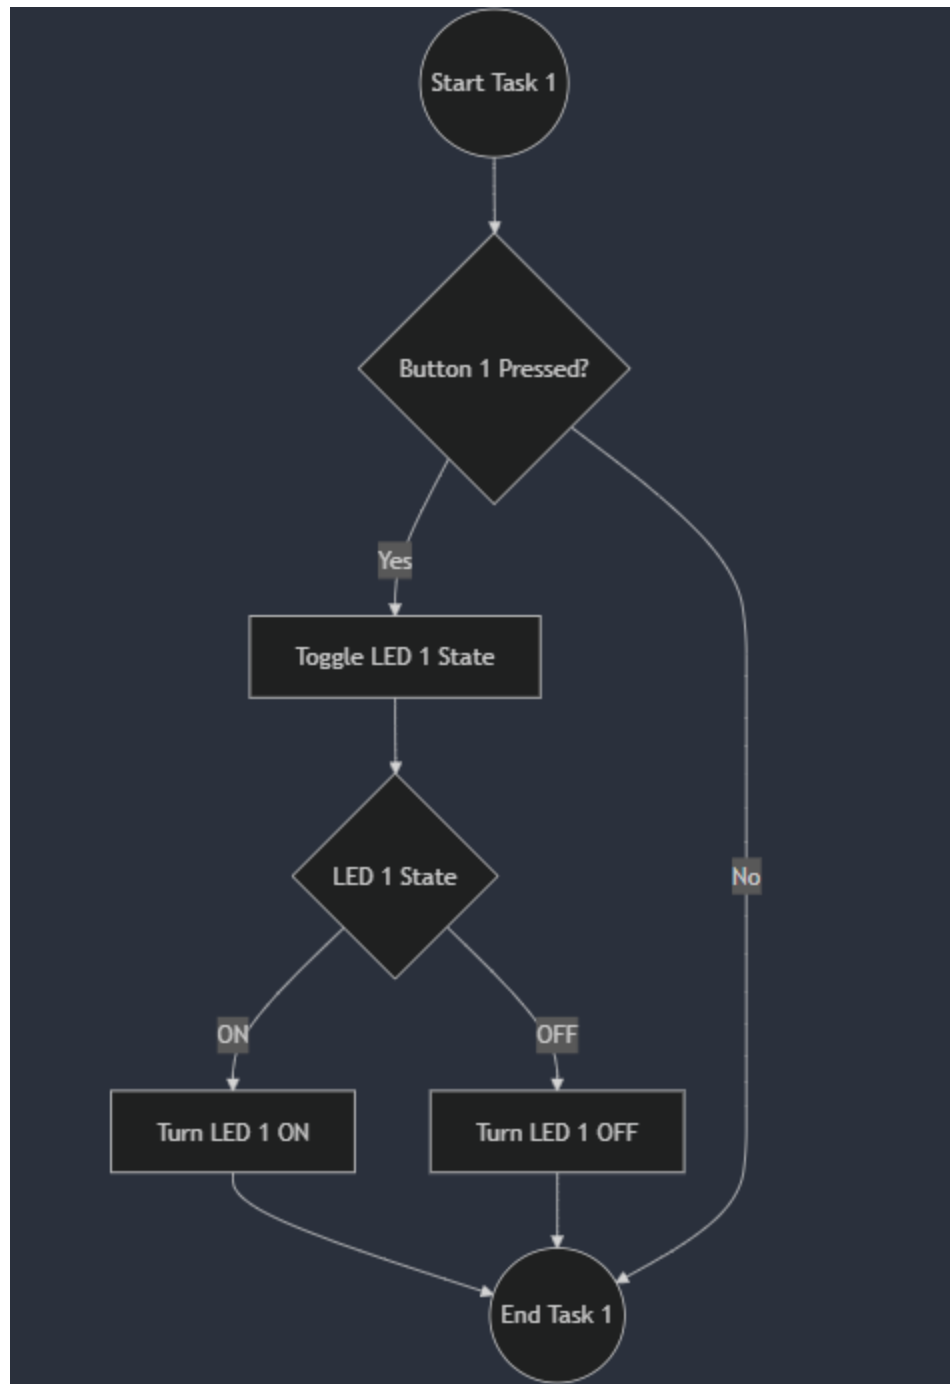 Start Task 1
Button 1 Pressed?
Yes
Toggle LED 1 State
LED 1 State
No
ON
OFF
Turn LED 1 ON
Turn LED 1 OFF
End Task 1